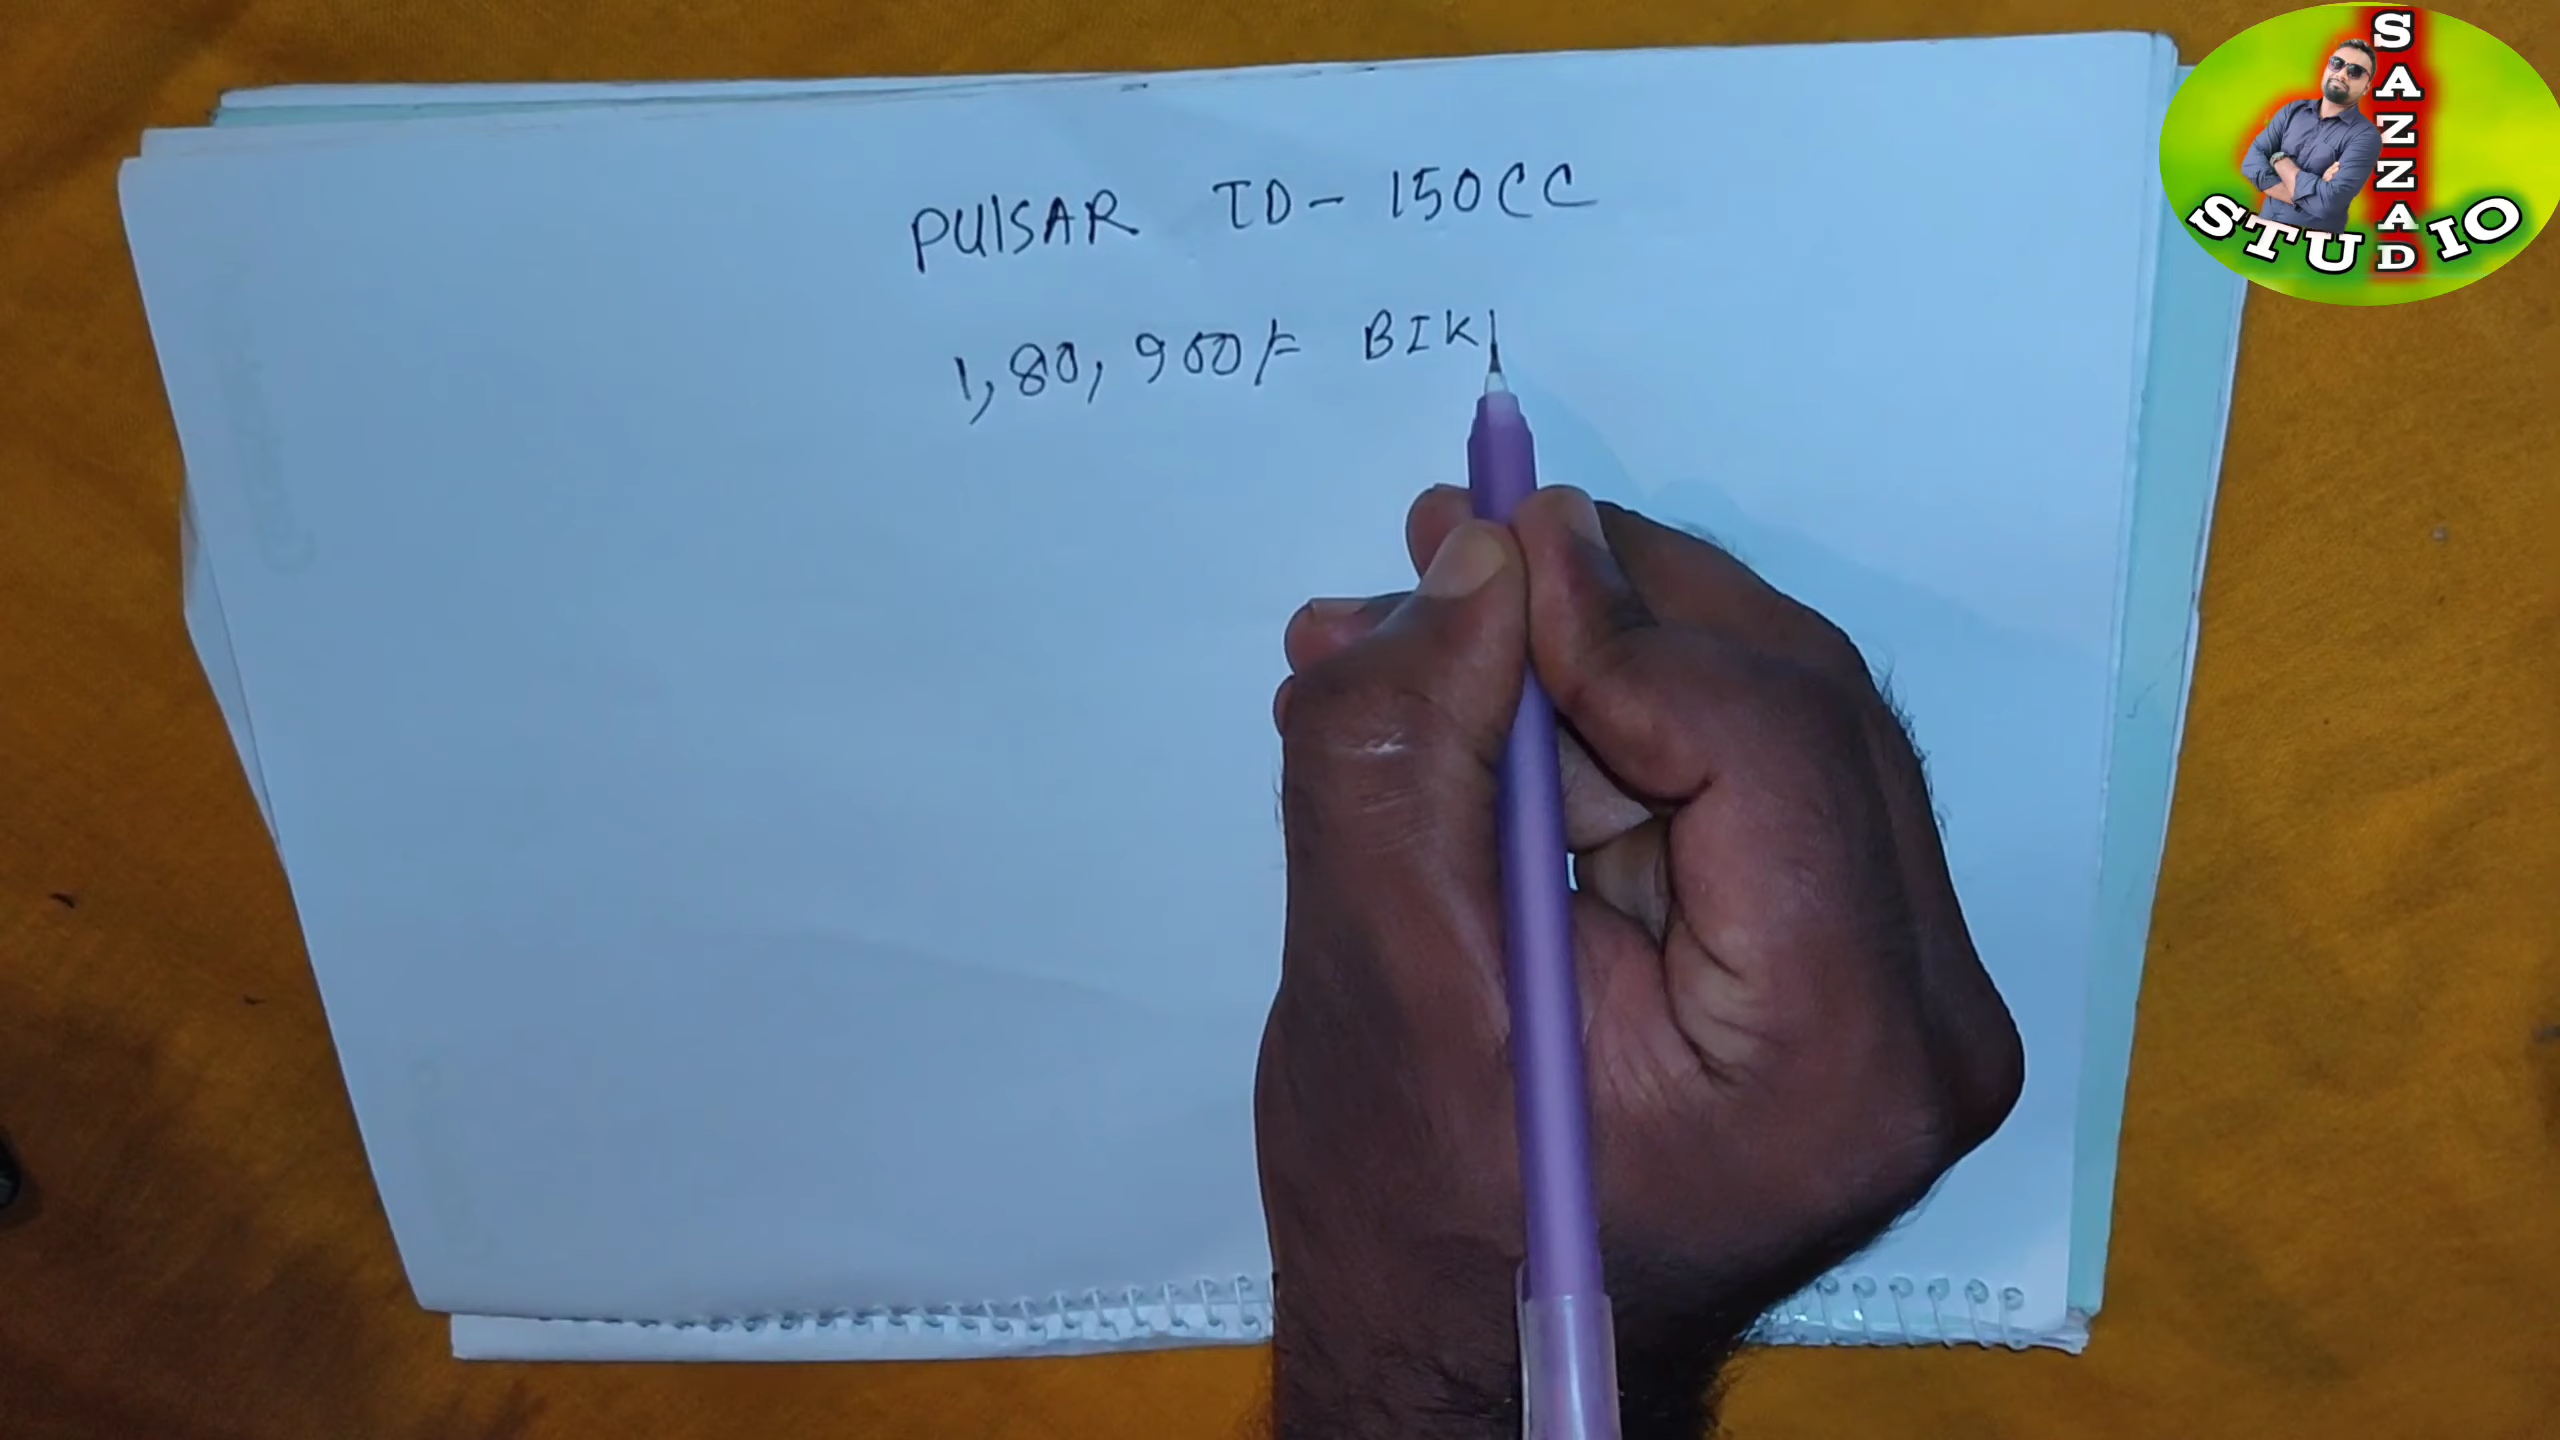 PULSAR TD - 150CC
1,80,900/= BIK
SAZZAD
STUDIO